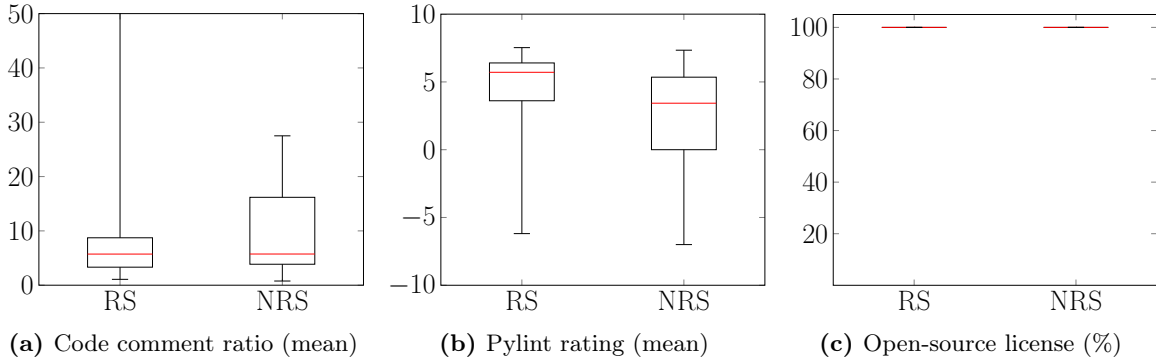 50
40
30
20
10
0
RS
NRS
(a) Code comment ratio (mean)
10
5
0
−5
−10
RS
NRS
(b) Pylint rating (mean)
100
80
60
40
20
RS
NRS
(c) Open-source license (%)